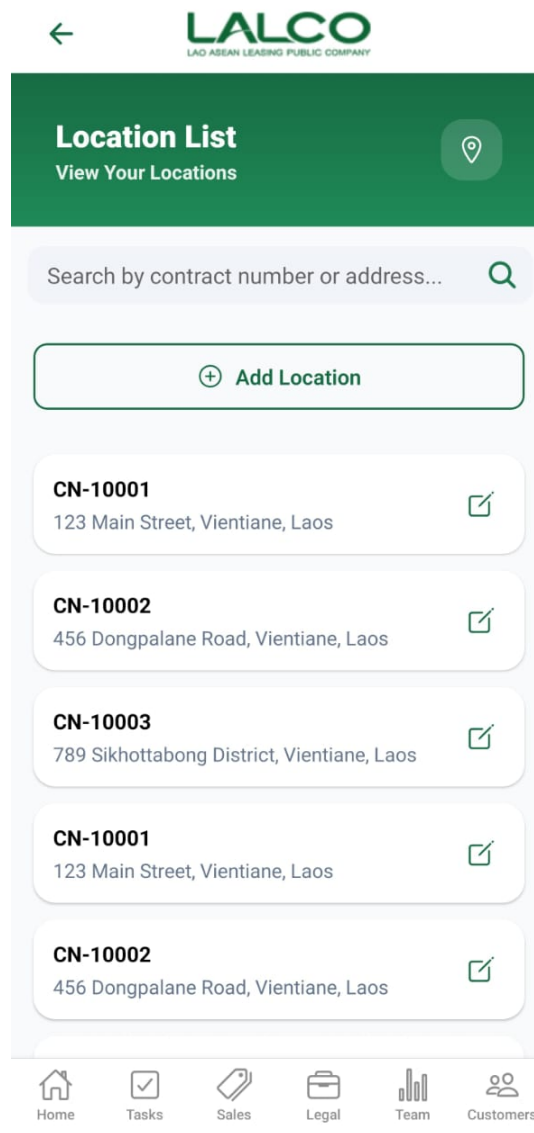 LALCO
LAO ASEAN LEASING PUBLIC COMPANY
Location List
View Your Locations
Search by contract number or address...
Add Location
CN-10001
123 Main Street, Vientiane, Laos
CN-10002
456 Dongpalane Road, Vientiane, Laos
CN-10003
789 Sikhottabong District, Vientiane, Laos
CN-10001
123 Main Street, Vientiane, Laos
CN-10002
456 Dongpalane Road, Vientiane, Laos
Home Tasks Sales Legal Team Customers